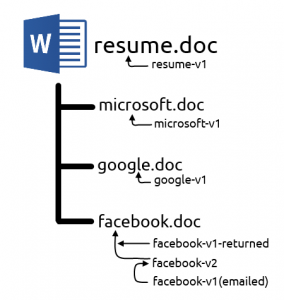 W
resume.doc
resume-v1
microsoft.doc
microsoft-v1
google.doc
google-v1
facebook.doc
facebook-v1-returned
facebook-v2
facebook-v1(emailed)